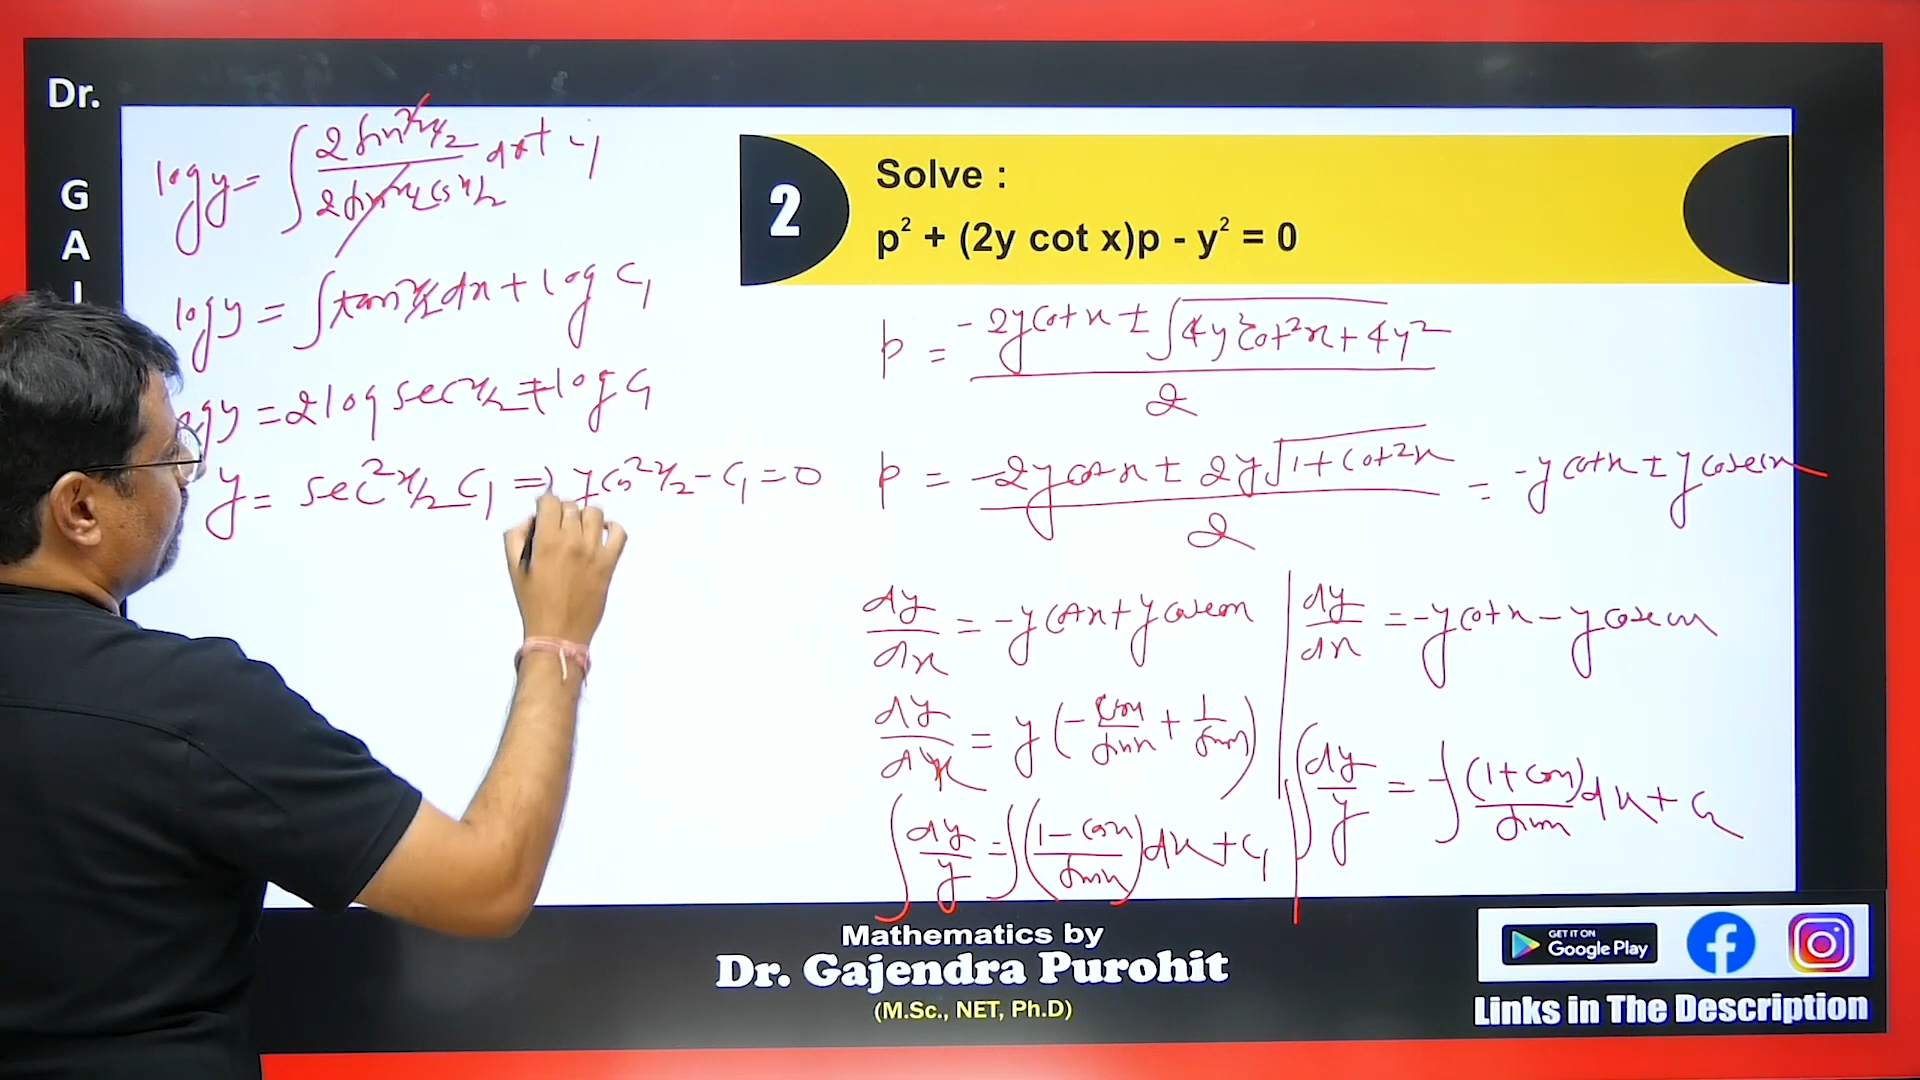 Dr.
G
A
I
log y = ∫ 2 sin² x/2 / 2 sin x/2 cos x/2 dx + c₁
log y = ∫ tan x/2 dx + log c₁
log y = 2 log sec x/2 + log c₁
y = sec² x/2 c₁ ⇒ y cos² x/2 - c₁ = 0
2
Solve :
p² + (2y cot x)p - y² = 0
p = -2y cot x ± √4y² cot² x + 4y² / 2
p = -2y cot x ± 2y √1 + cot² x / 2 = -y cot x ± y cosec x
dy/dx = -y cot x + y cosec x
dy/dx = y (- cos x / sin x + 1 / sin x)
∫ dy/y = ∫ (1 - cos x / sin x) dx + c₁
dy/dx = -y cot x - y cosec x
∫ dy/y = -∫ (1 + cos x) / sin x dx + c₂
Mathematics by
Dr. Gajendra Purohit
(M.Sc., NET, Ph.D)
GET IT ON
Google Play
Links in The Description